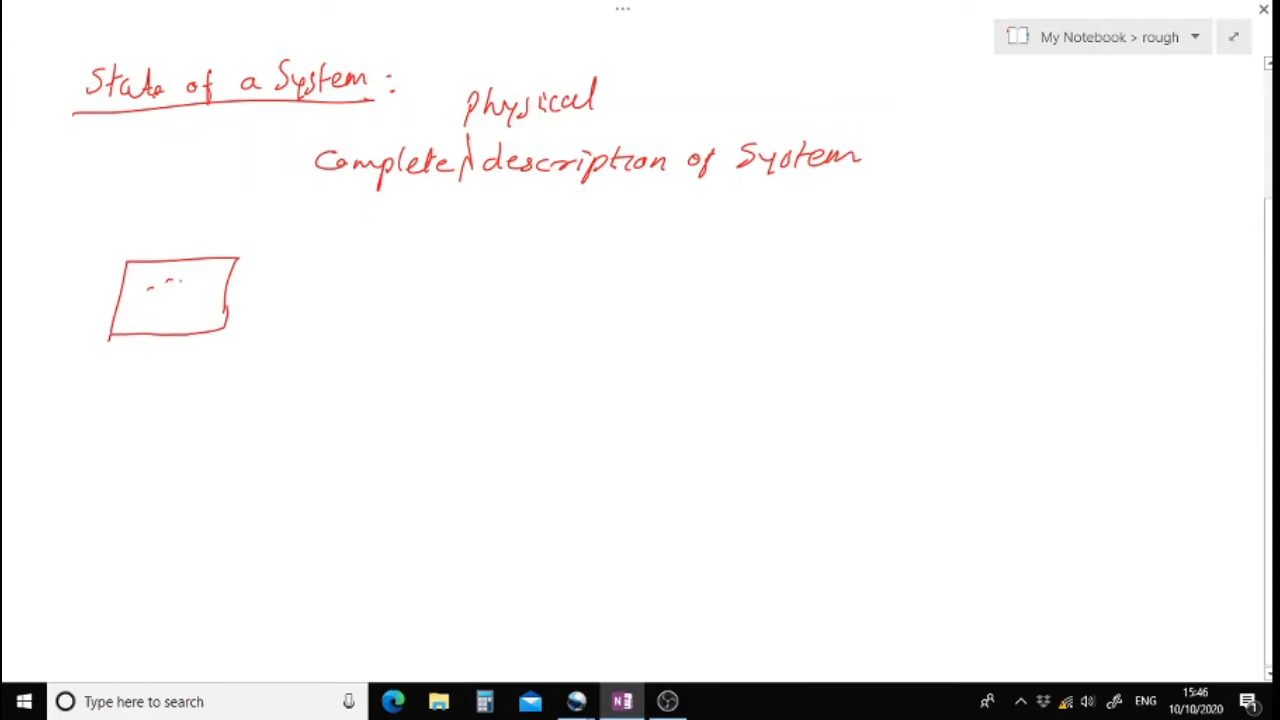 My Notebook > rough
State of a System :
physical
Complete description of System
Type here to search
ENG
15:46
10/10/2020
1